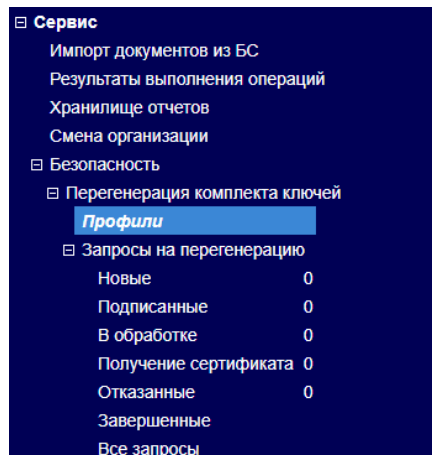 Сервис
Импорт документов из БС
Результаты выполнения операций
Хранилище отчетов
Смена организации
Безопасность
Перегенерация комплекта ключей
Профили
Запросы на перегенерацию
Новые 0
Подписанные 0
В обработке 0
Получение сертификата 0
Отказанные 0
Завершенные
Все запросы